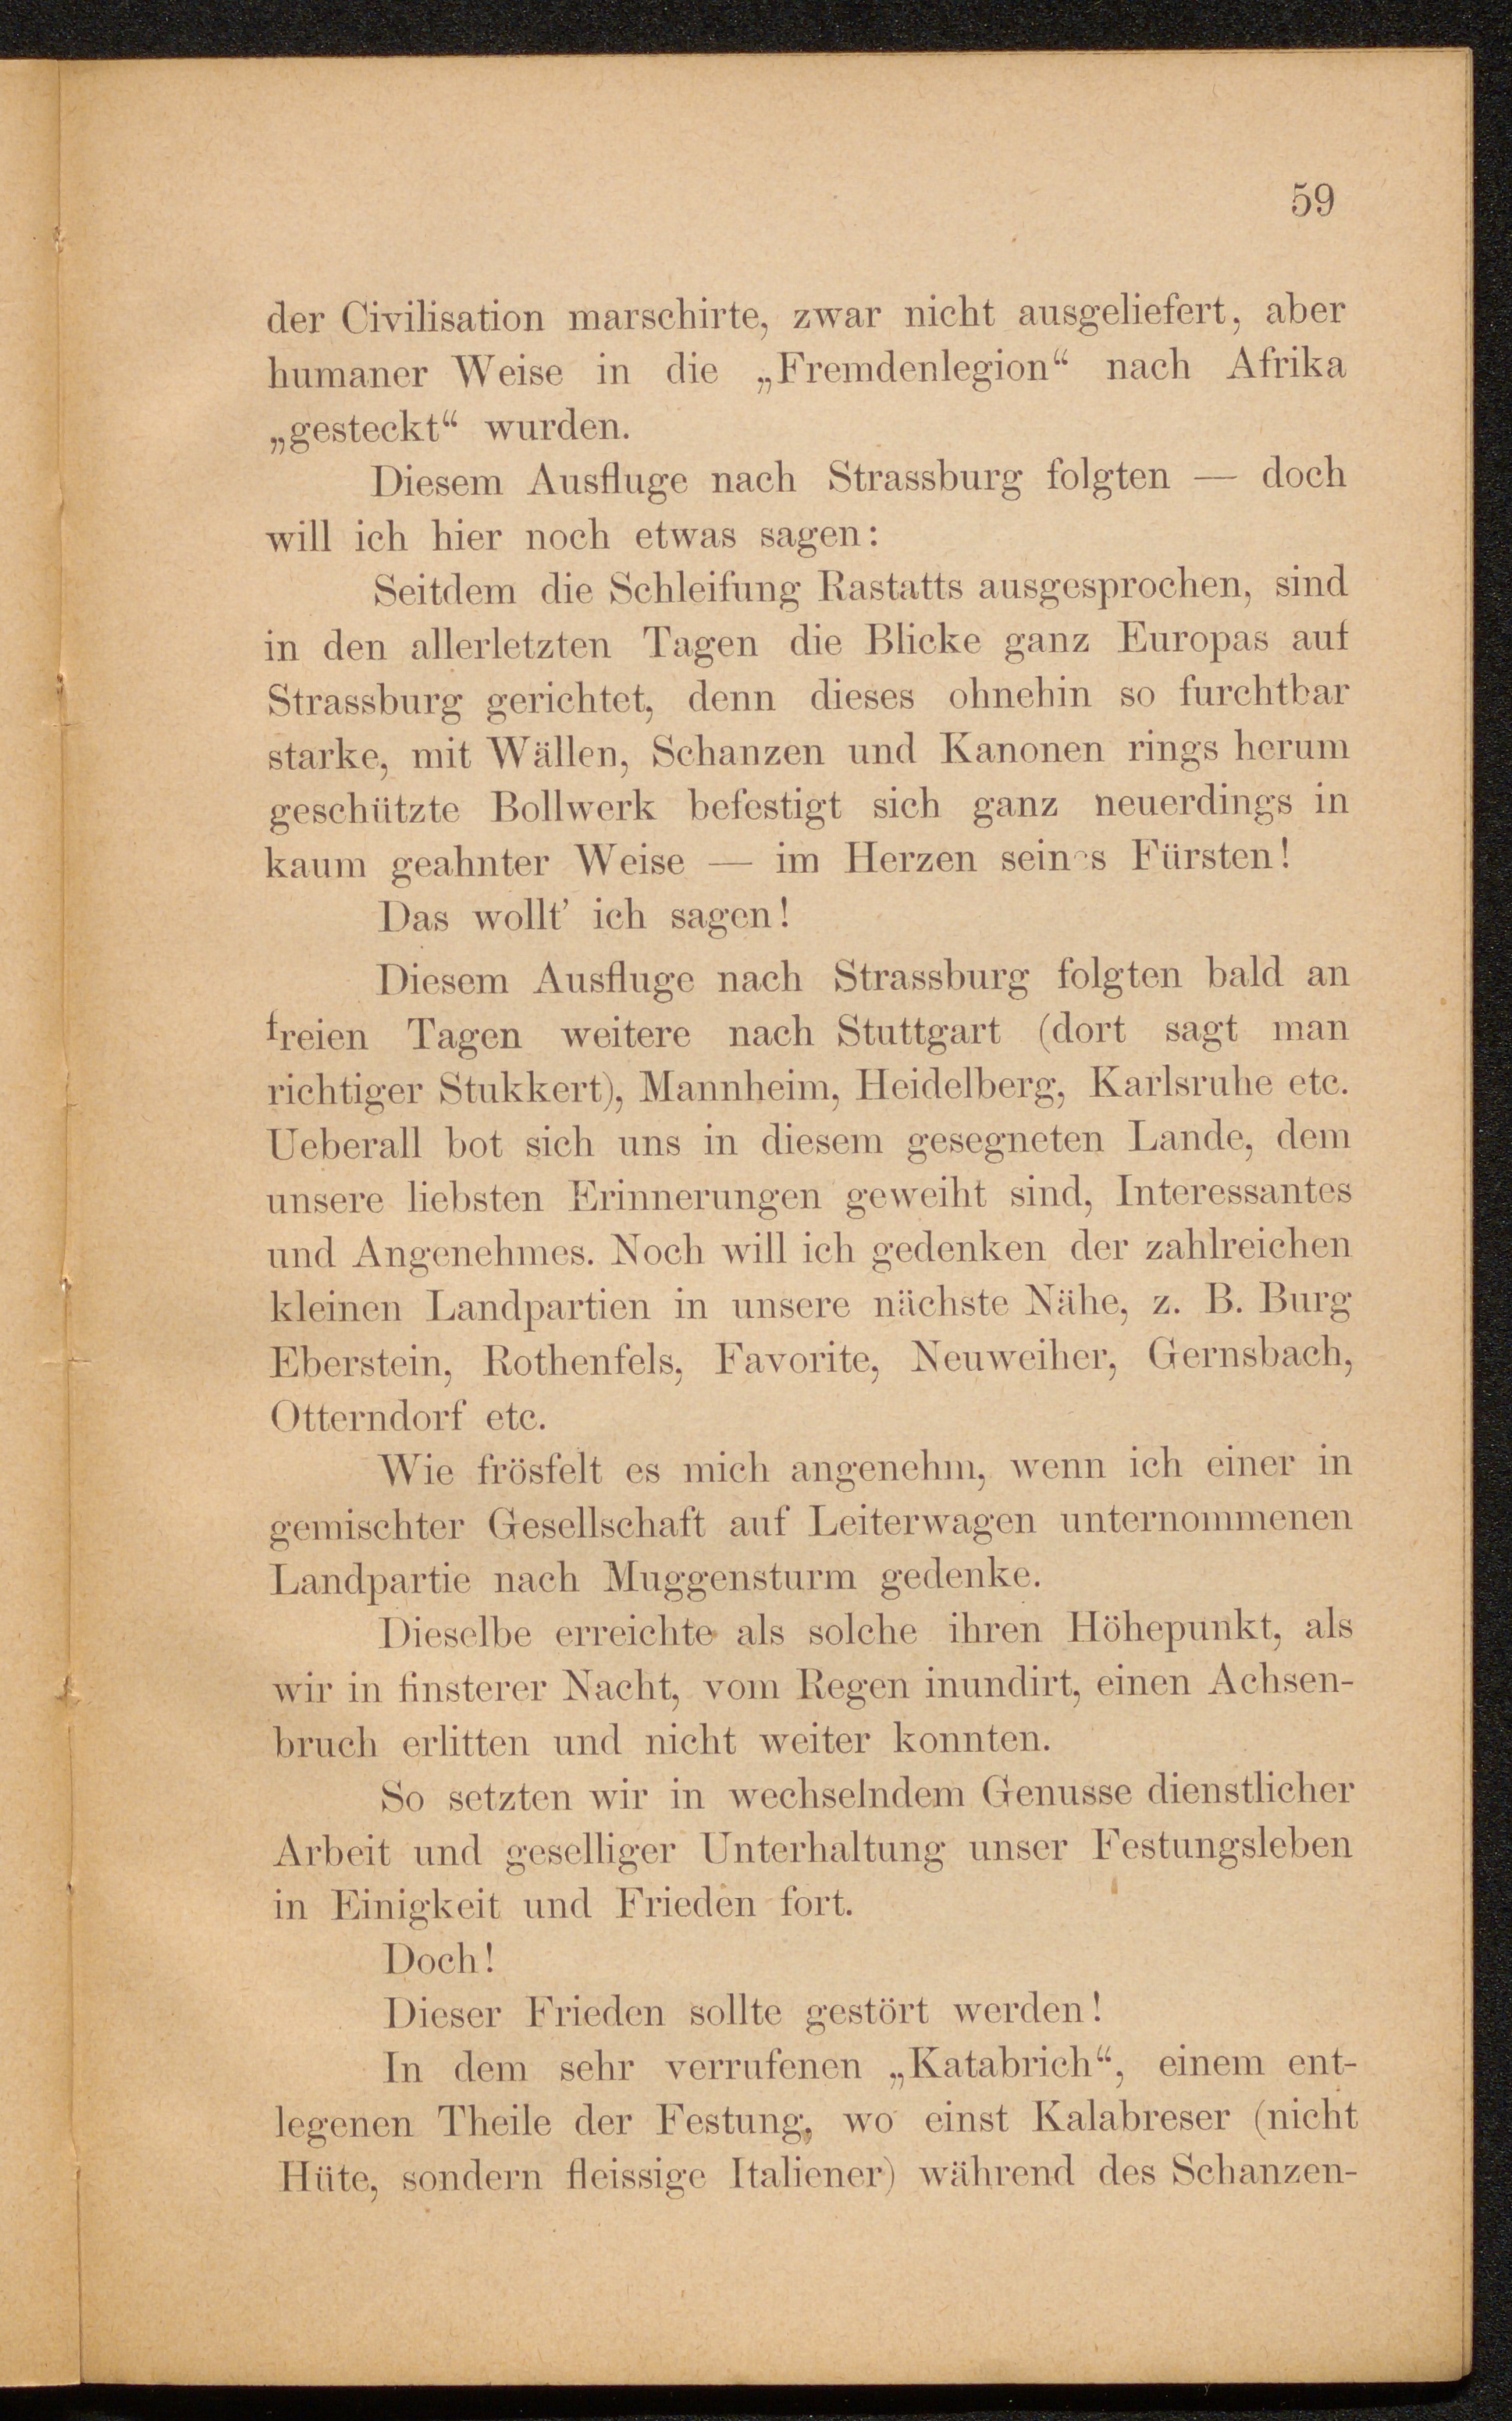 59
der Civilisation marschirte, zwar nicht ausgeliefert, aber
humaner Weise in die „Fremdenlegion“ nach Afrika
„gesteckt“ wurden.
Diesem Ausfluge nach Strassburg folgten — doch
will ich hier noch etwas sagen:
Seitdem die Schleifung Rastatts ausgesprochen, sind
in den allerletzten Tagen die Blicke ganz Europas auf
Strassburg gerichtet, denn dieses ohnehin so furchtbar
starke, mit Wällen, Schanzen und Kanonen rings herum
geschützte Bollwerk befestigt sich ganz neuerdings in
kaum geahnter Weise — im Herzen seines Fürsten!
Das wollt’ ich sagen!
Diesem Ausfluge nach Strassburg folgten bald an
freien Tagen weitere nach Stuttgart (dort sagt man
richtiger Stukkert), Mannheim, Heidelberg, Karlsruhe etc.
Ueberall bot sich uns in diesem gesegneten Lande, dem
unsere liebsten Erinnerungen geweiht sind, Interessantes
und Angenehmes. Noch will ich gedenken der zahlreichen
kleinen Landpartien in unsere nächste Nähe, z. B. Burg
Eberstein, Rothenfels, Favorite, Neuweiher, Gernsbach,
Otterndorf etc.
Wie frösfelt es mich angenehm, wenn ich einer in
gemischter Gesellschaft auf Leiterwagen unternommenen
Landpartie nach Muggensturm gedenke.
Dieselbe erreichte als solche ihren Höhepunkt, als
wir in finsterer Nacht, vom Regen inundirt, einen Achsen-
bruch erlitten und nicht weiter konnten.
So setzten wir in wechselndem Genusse dienstlicher
Arbeit und geselliger Unterhaltung unser Festungsleben
in Einigkeit und Frieden fort.
Doch!
Dieser Frieden sollte gestört werden!
In dem sehr verrufenen „Katabrich“, einem ent-
legenen Theile der Festung, wo einst Kalabreser (nicht
Hüte, sondern fleissige Italiener) während des Schanzen-